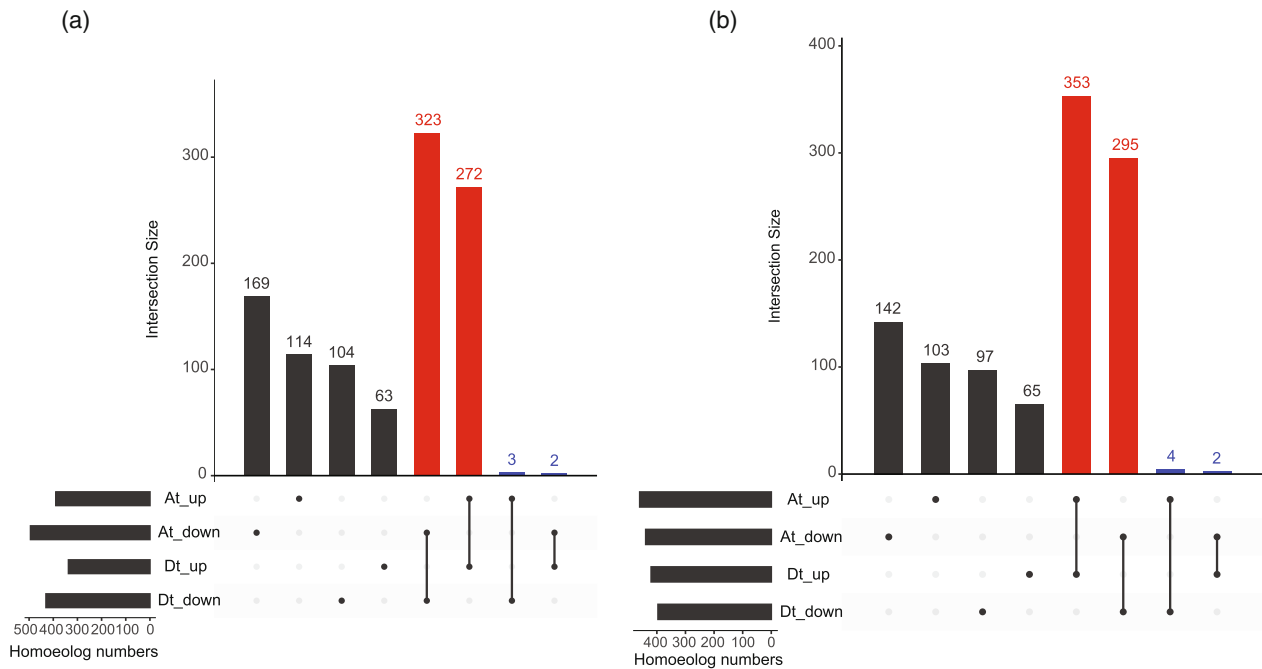 (a)
Intersection Size
300
200
100
0
169
114
104
63
323
272
3
2
At_up
At_down
Dt_up
Dt_down
500 400 300 200 100 0
Homoeolog numbers
(b)
Intersection Size
400
300
200
100
0
142
103
97
65
353
295
4
2
At_up
At_down
Dt_up
Dt_down
400 300 200 100 0
Homoeolog numbers